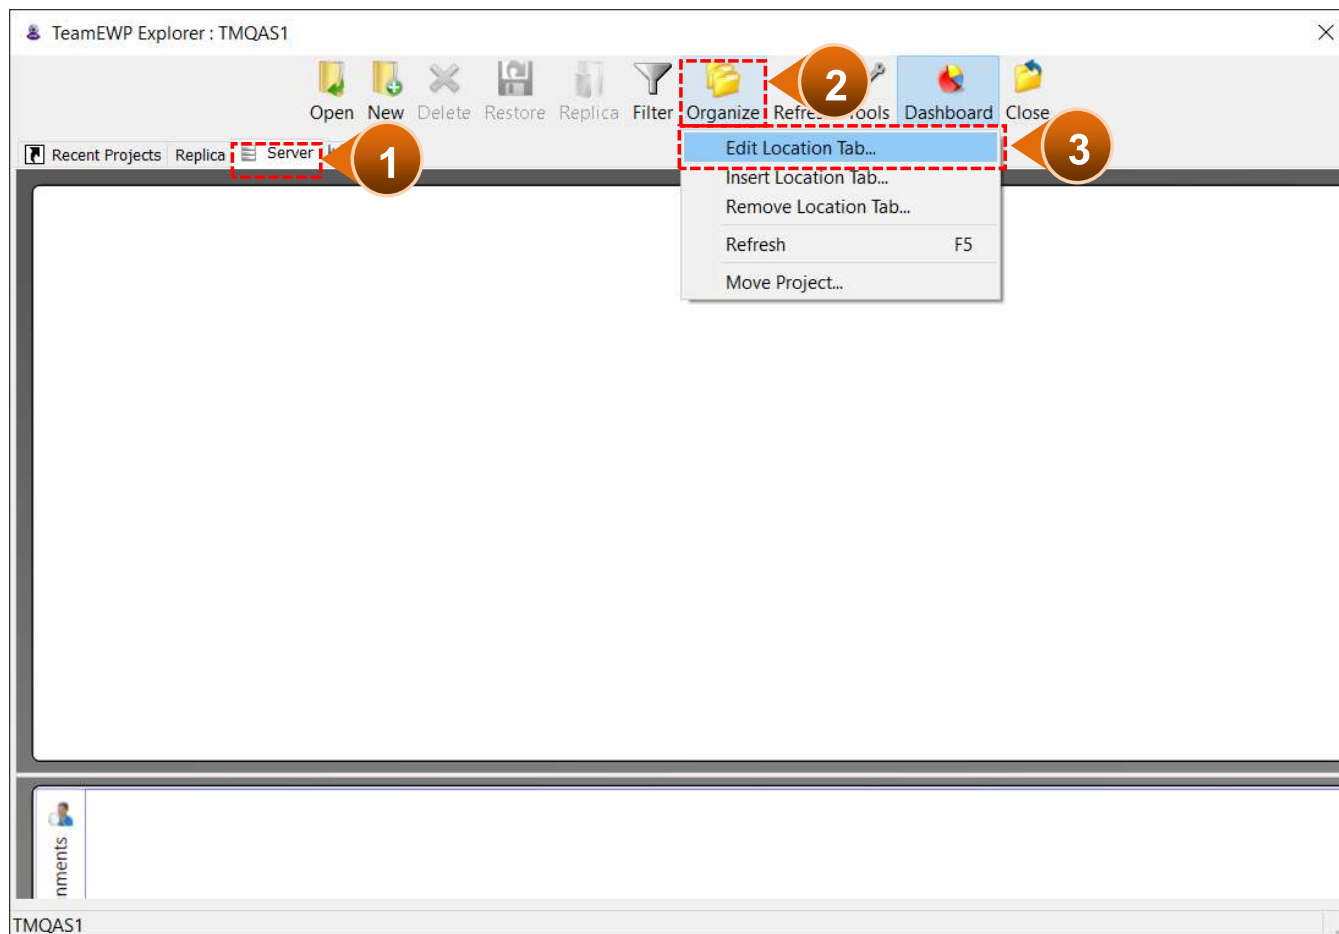 TeamEWP Explorer : TMQAS1
Open New Delete Restore Replica Filter Organize Dashboard Close
2
Recent Projects Replica Server
1
Edit Location Tab...
3
Insert Location Tab...
Remove Location Tab...
Refresh F5
Move Project...
TMQAS1